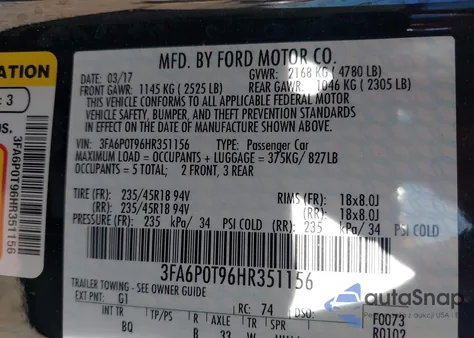 MFD. BY FORD MOTOR CO.
DATE: 03/17 GVWR: 2168 KG ( 4780 LB)
FRONT GAWR: 1145 KG ( 2525 LB) REAR GAWR: 1046 KG ( 2305 LB)
THIS VEHICLE CONFORMS TO ALL APPLICABLE FEDERAL MOTOR
VEHICLE SAFETY, BUMPER, AND THEFT PREVENTION STANDARDS
IN EFFECT ON THE DATE OF MANUFACTURE SHOWN ABOVE.
VIN: 3FA6P0T96HR351156 TYPE: Passenger Car
MAXIMUM LOAD = OCCUPANTS + LUGGAGE = 375KG/ 827LB
OCCUPANTS = 5 TOTAL; 2 FRONT, 3 REAR
TIRE (FR): 235/45R18 94V RIMS (FR): 18x8.0J
(RR): 235/45R18 94V (RR): 18x8.0J
PRESSURE (FR): 235 kPa/ 34 PSI COLD (RR): 235 kPa/ 34 PSI COLD
3FA6P0T96HR351156
TRAILER TOWING - SEE OWNER GUIDE
EXT PNT: G1 RC: 74 DSO: F0073
INT TR TP/PS R AXLE TR SPR R0102
BQ B 33 W
ATION
: 3
OS.
3FA6P0T96HR351156
AutoSnap